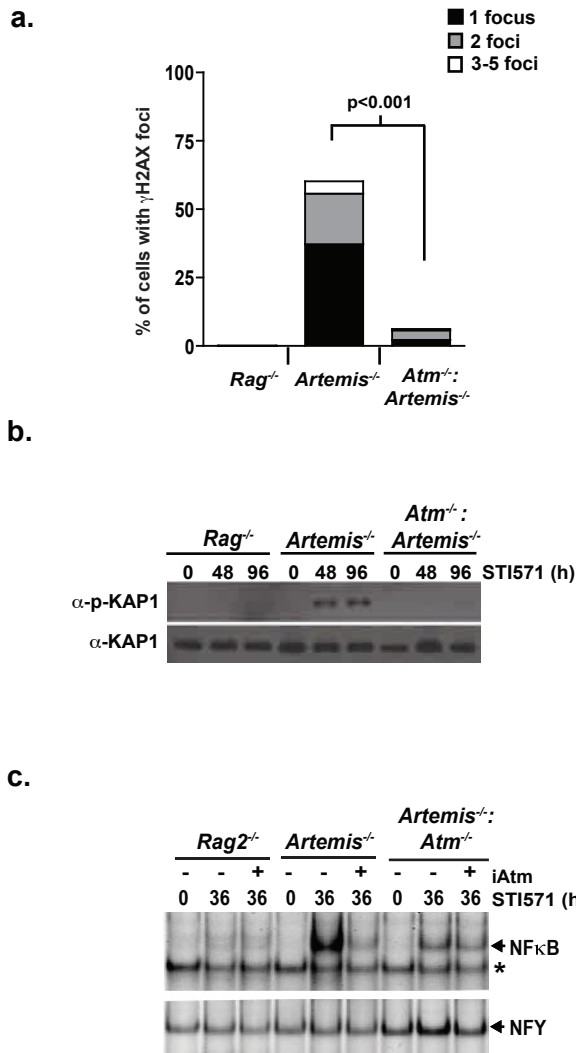 a.
1 focus
2 foci
3-5 foci
% of cells with γH2AX foci
100
75
50
25
0
p<0.001
Rag-/-
Artemis-/-
Atm-/-:
Artemis-/-
b.
Rag-/- Artemis-/- Atm-/-: Artemis-/-
0 48 96 0 48 96 0 48 96 STI571 (h)
α-p-KAP1
α-KAP1
c.
Rag2-/- Artemis-/- Artemis-/-: Atm-/-
- - + - - + - - + iAtm
0 36 36 0 36 36 0 36 36 STI571 (h
NFκB
*
NFY